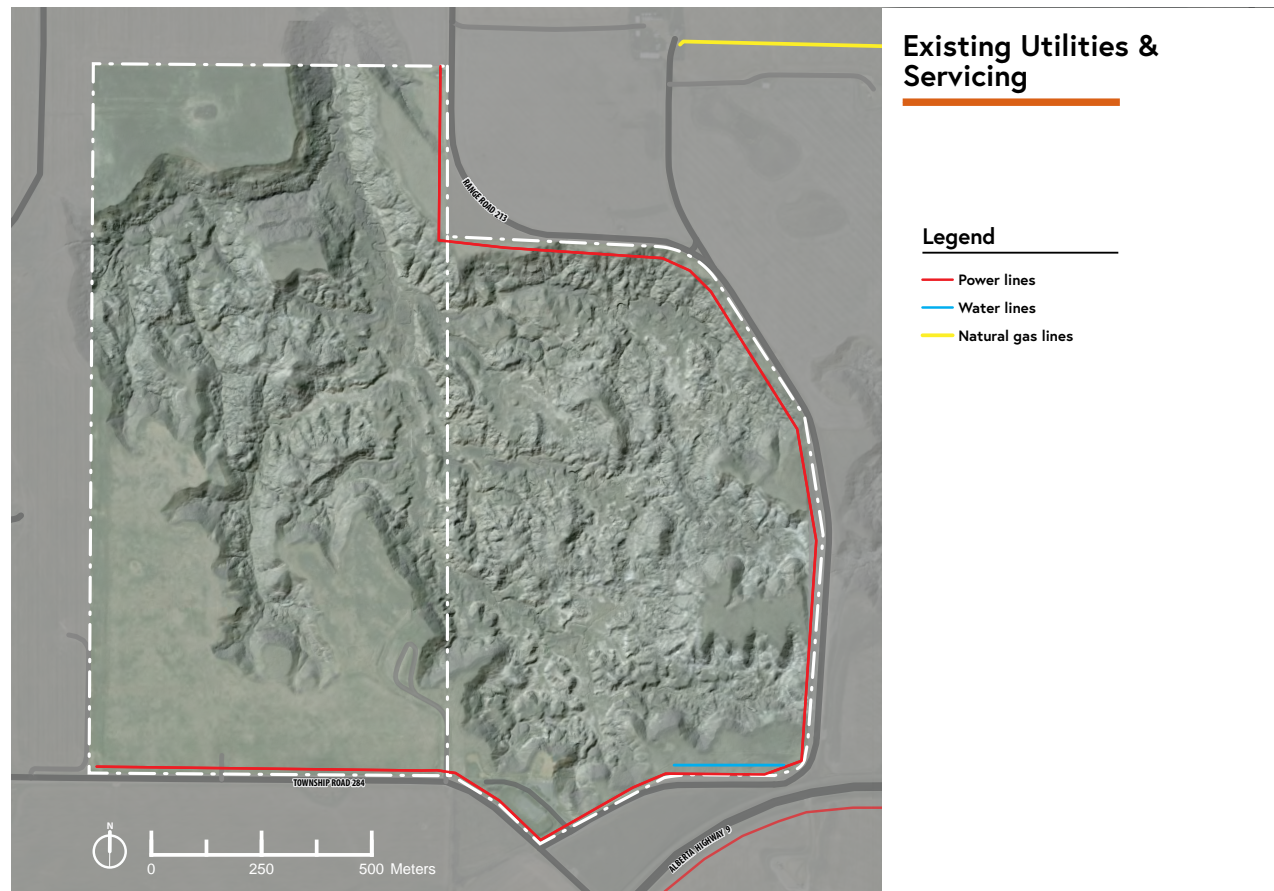 Existing Utilities &
Servicing
Legend
Power lines
Water lines
Natural gas lines
RANGE ROAD 213
TOWNSHIP ROAD 284
ALBERTA HIGHWAY 9
N
0 250 500 Meters